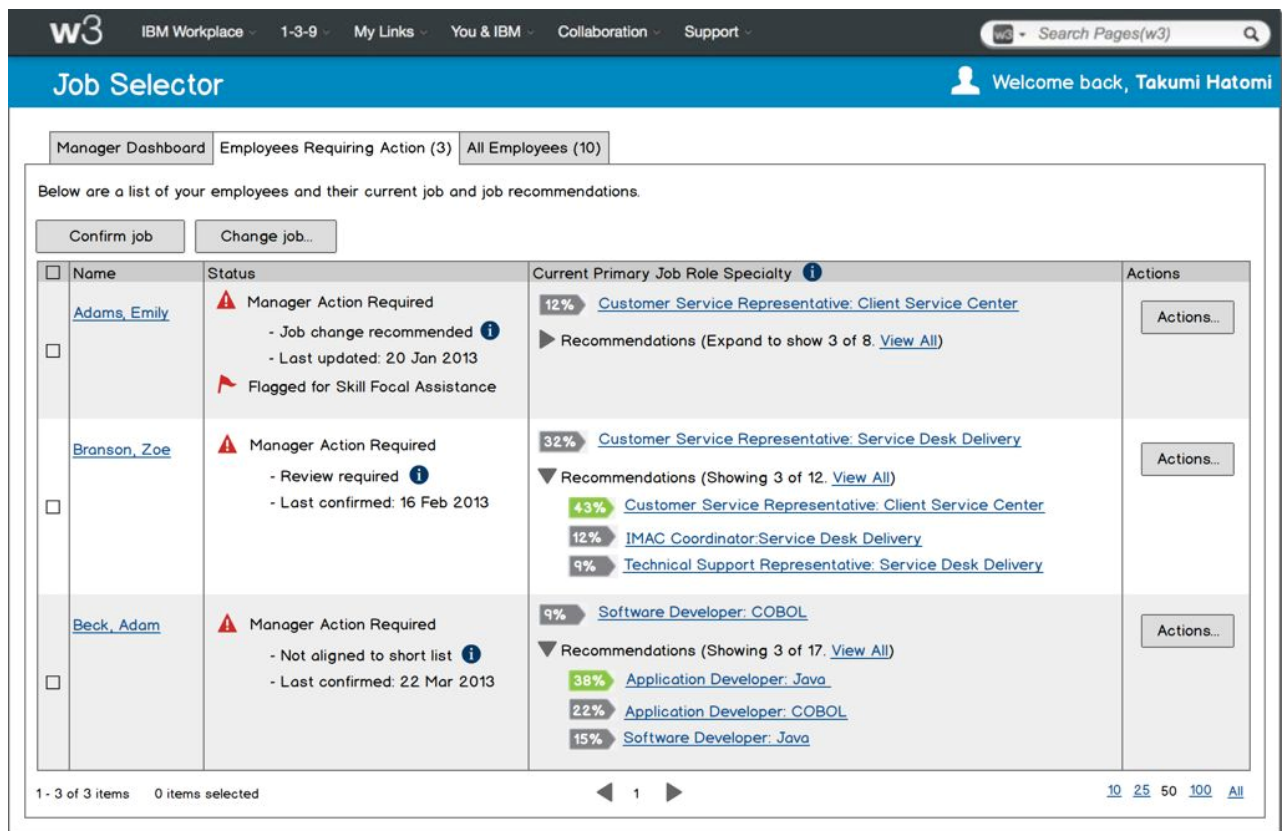 w3 IBM Workplace 1-3-9 My Links You & IBM Collaboration Support w3 Search Pages(w3)
Job Selector Welcome back, Takumi Hatomi
Manager Dashboard Employees Requiring Action (3) All Employees (10)
Below are a list of your employees and their current job and job recommendations.
Confirm job Change job...
Name Status Current Primary Job Role Specialty i Actions
Adams, Emily Manager Action Required 12% Customer Service Representative: Client Service Center Actions...
- Job change recommended i Recommendations (Expand to show 3 of 8. View All)
- Last updated: 20 Jan 2013
Flagged for Skill Focal Assistance
Branson, Zoe Manager Action Required 32% Customer Service Representative: Service Desk Delivery Actions...
- Review required i Recommendations (Showing 3 of 12. View All)
- Last confirmed: 16 Feb 2013 43% Customer Service Representative: Client Service Center
12% IMAC Coordinator:Service Desk Delivery
9% Technical Support Representative: Service Desk Delivery
Beck, Adam Manager Action Required 9% Software Developer: COBOL Actions...
- Not aligned to short list i Recommendations (Showing 3 of 17. View All)
- Last confirmed: 22 Mar 2013 38% Application Developer: Java
22% Application Developer: COBOL
15% Software Developer: Java
1 - 3 of 3 items 0 items selected 1 10 25 50 100 All